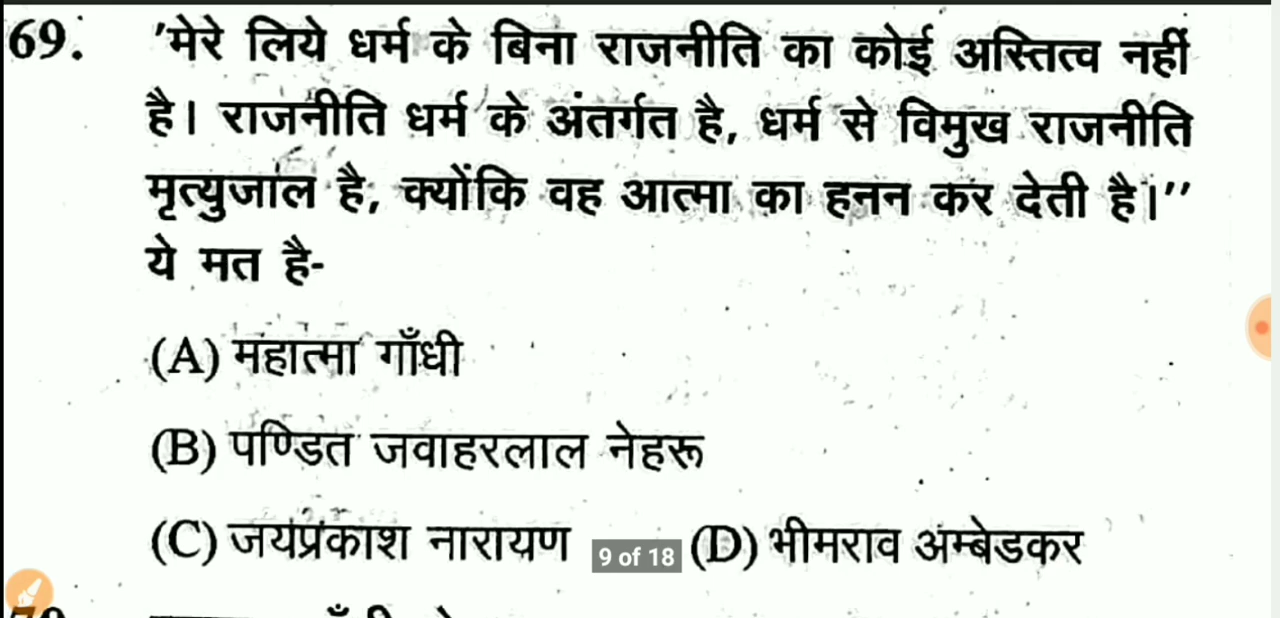 69. 'मेरे लिये धर्म के बिना राजनीति का कोई अस्तित्व नहीं
है। राजनीति धर्म के अंतर्गत है, धर्म से विमुख राजनीति
मृत्युजाल है, क्योंकि वह आत्मा का हनन कर देती है।''
ये मत है-
(A) महात्मा गाँधी
(B) पण्डित जवाहरलाल नेहरू
(C) जयप्रकाश नारायण (D) भीमराव अम्बेडकर
9 of 18